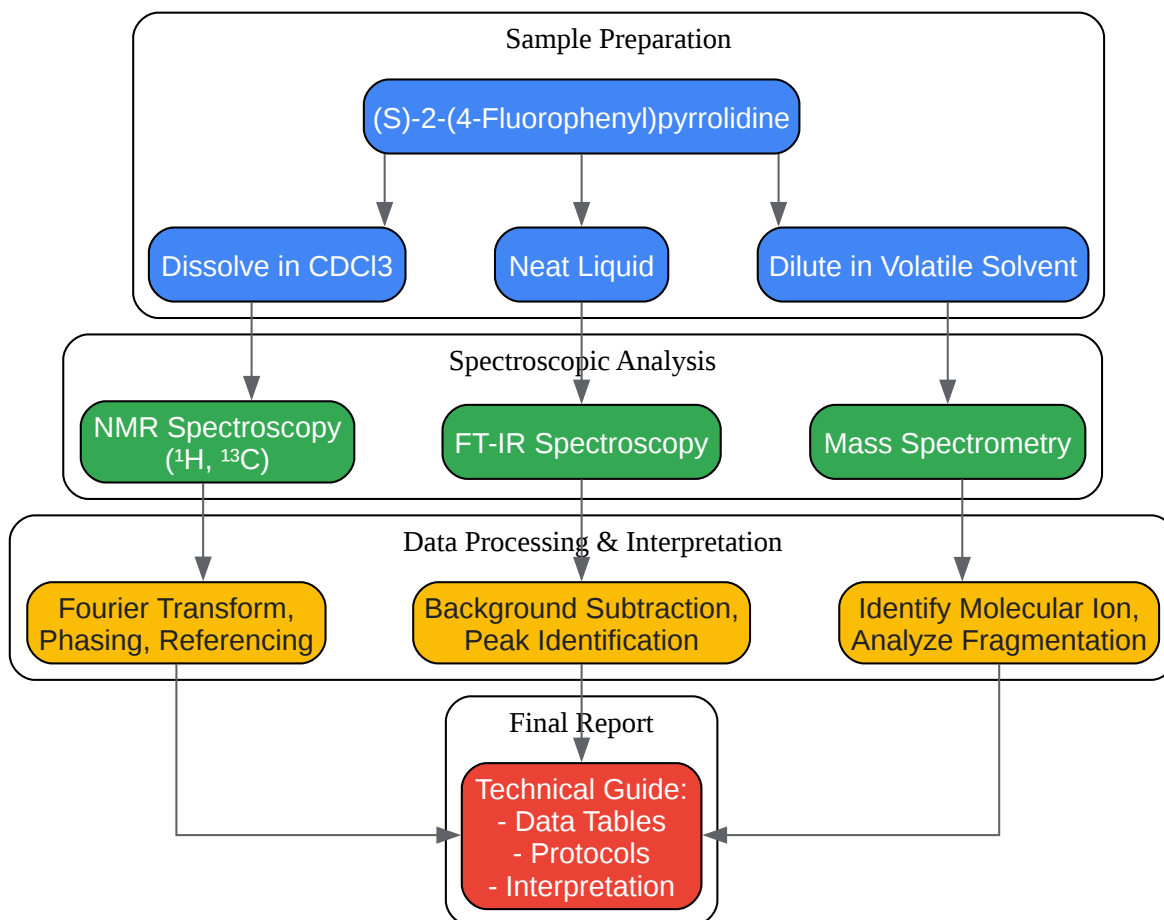 Sample Preparation
(S)-2-(4-Fluorophenyl)pyrrolidine
Dissolve in CDCl3
Neat Liquid
Dilute in Volatile Solvent
Spectroscopic Analysis
NMR Spectroscopy
(¹H, ¹³C)
FT-IR Spectroscopy
Mass Spectrometry
Data Processing & Interpretation
Fourier Transform,
Phasing, Referencing
Background Subtraction,
Peak Identification
Identify Molecular Ion,
Analyze Fragmentation
Final Report
Technical Guide:
- Data Tables
- Protocols
- Interpretation